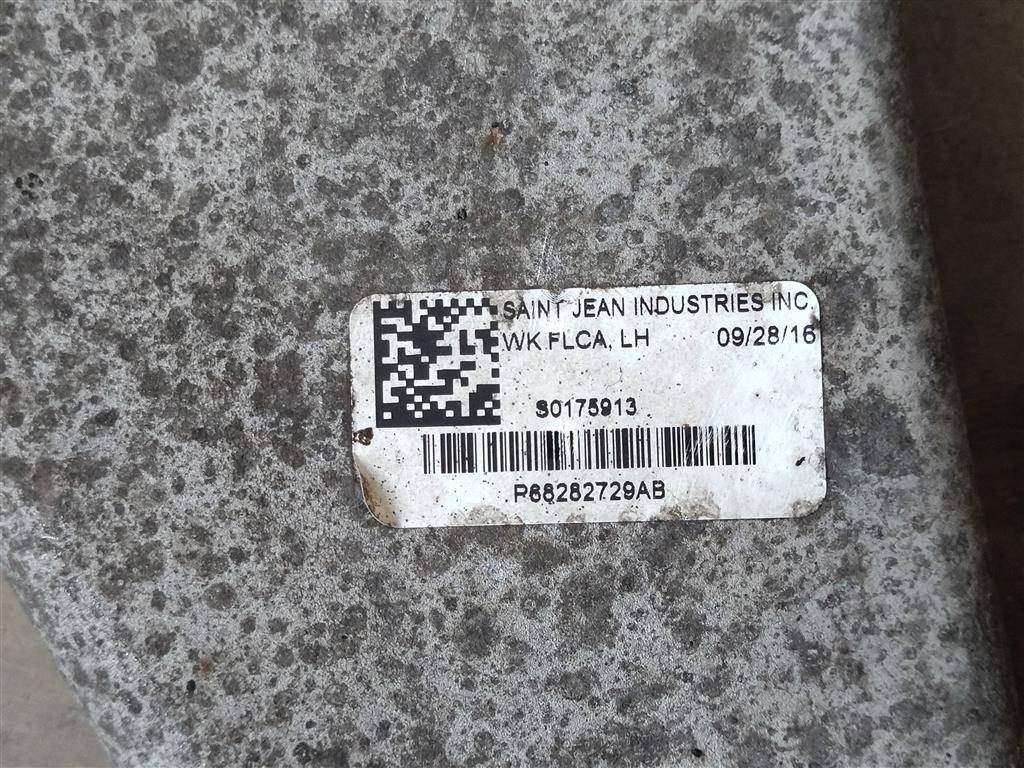 SAINT JEAN INDUSTRIES INC.
WK FLCA, LH 09/28/16
S0175913
P68282729AB